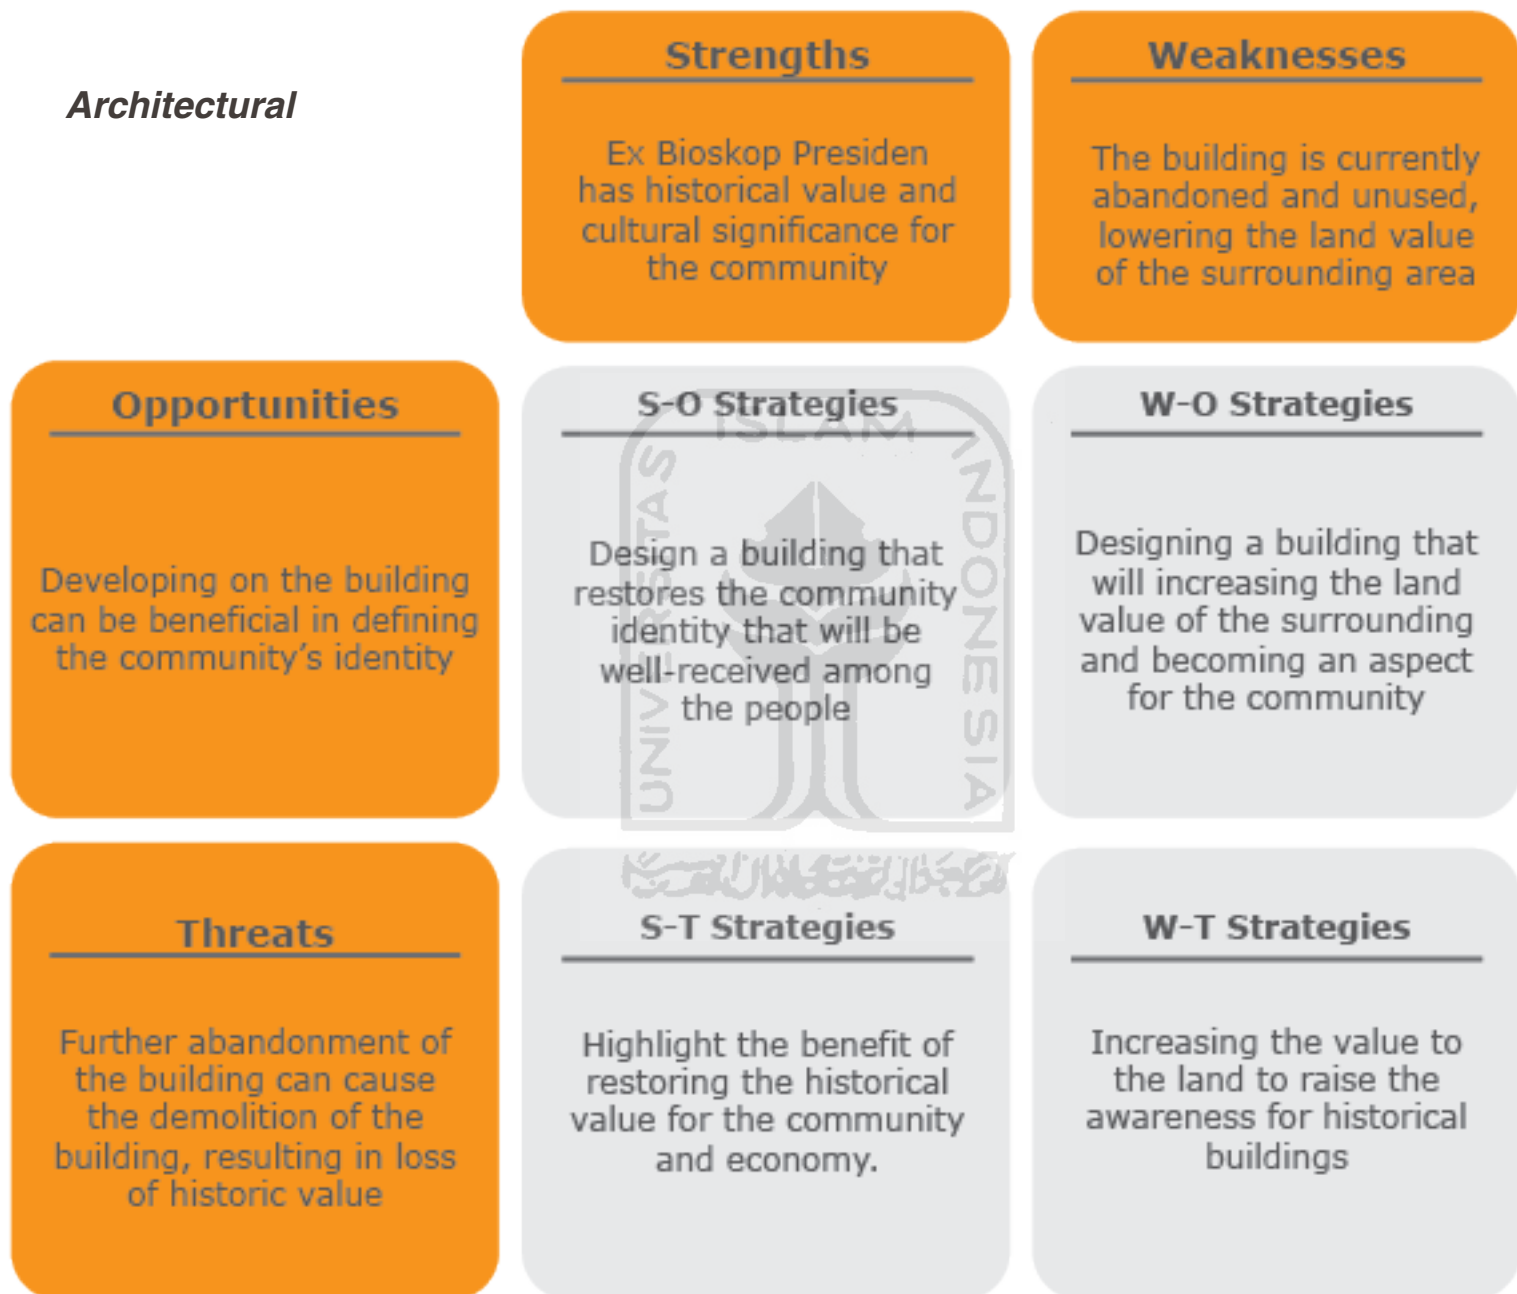 Architectural
Strengths
Ex Bioskop Presiden
has historical value and
cultural significance for
the community
Weaknesses
The building is currently
abandoned and unused,
lowering the land value
of the surrounding area
Opportunities
Developing on the building
can be beneficial in defining
the community's identity
S-O Strategies
Design a building that
restores the community
identity that will be
well-received among
the people
W-O Strategies
Designing a building that
will increasing the land
value of the surrounding
and becoming an aspect
for the community
UNIVERSITAS
ISLAM
INDONESIA
Threats
Further abandonment of
the building can cause
the demolition of the
building, resulting in loss
of historic value
S-T Strategies
Highlight the benefit of
restoring the historical
value for the community
and economy.
W-T Strategies
Increasing the value to
the land to raise the
awareness for historical
buildings